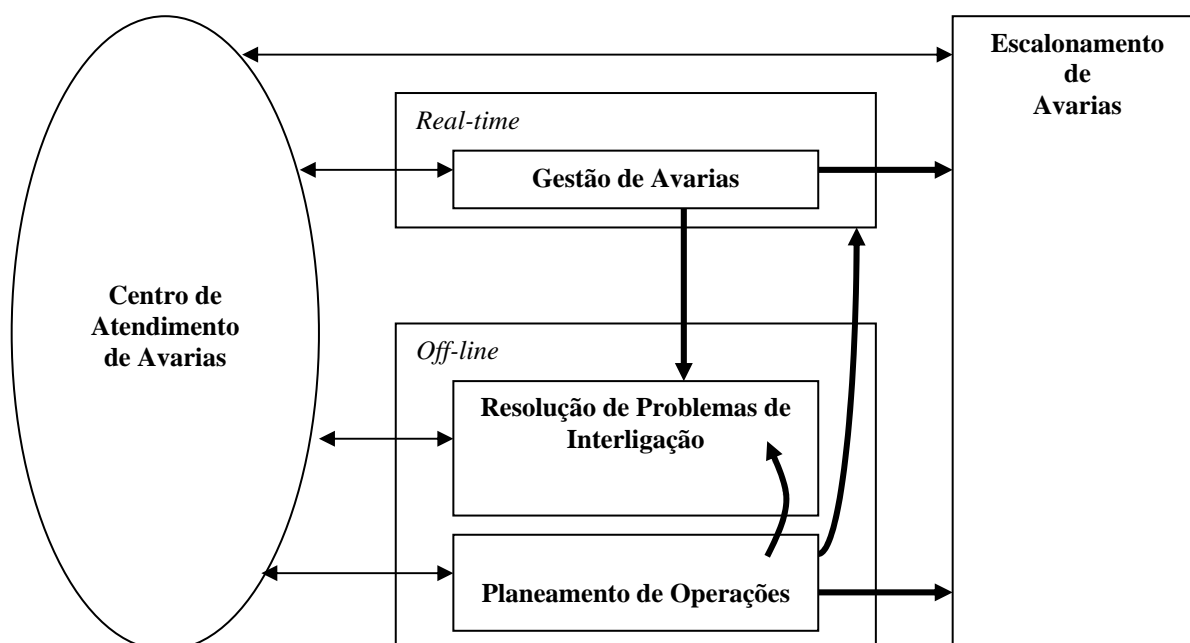 Escalonamento
de
Avarias
Real-time
Gestão de Avarias
Centro de
Atendimento
de Avarias
Off-line
Resolução de Problemas de
Interligação
Planeamento de Operações